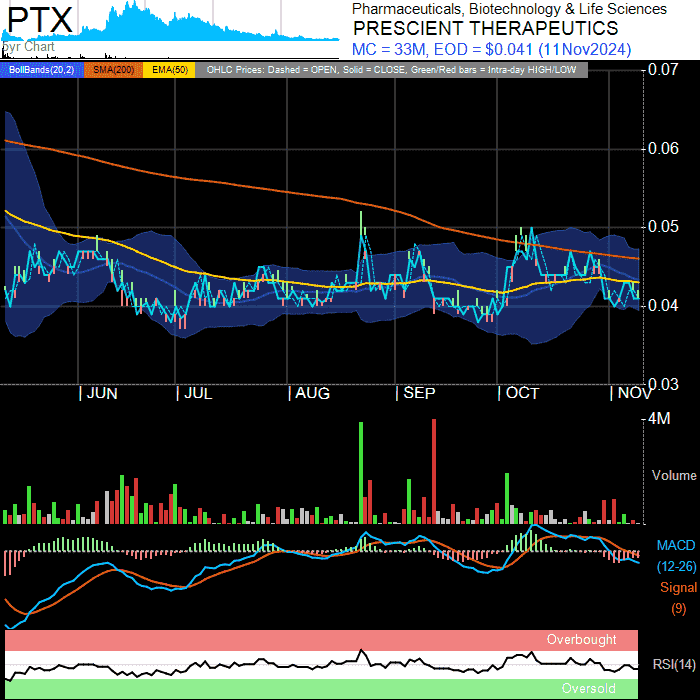 PTX
5yr Chart
Pharmaceuticals, Biotechnology & Life Sciences
PRESCIENT THERAPEUTICS
MC = 33M, EOD = $0.041 (11Nov2024)
BollBands(20,2) SMA(200) EMA(50) OHLC Prices: Dashed = OPEN, Solid = CLOSE, Green/Red bars = Intra-day HIGH/LOW
0.07
0.06
0.05
0.04
0.03
JUN JUL AUG SEP OCT NOV
4M
Volume
MACD
(12-26)
Signal
(9)
Overbought
RSI(14)
Oversold